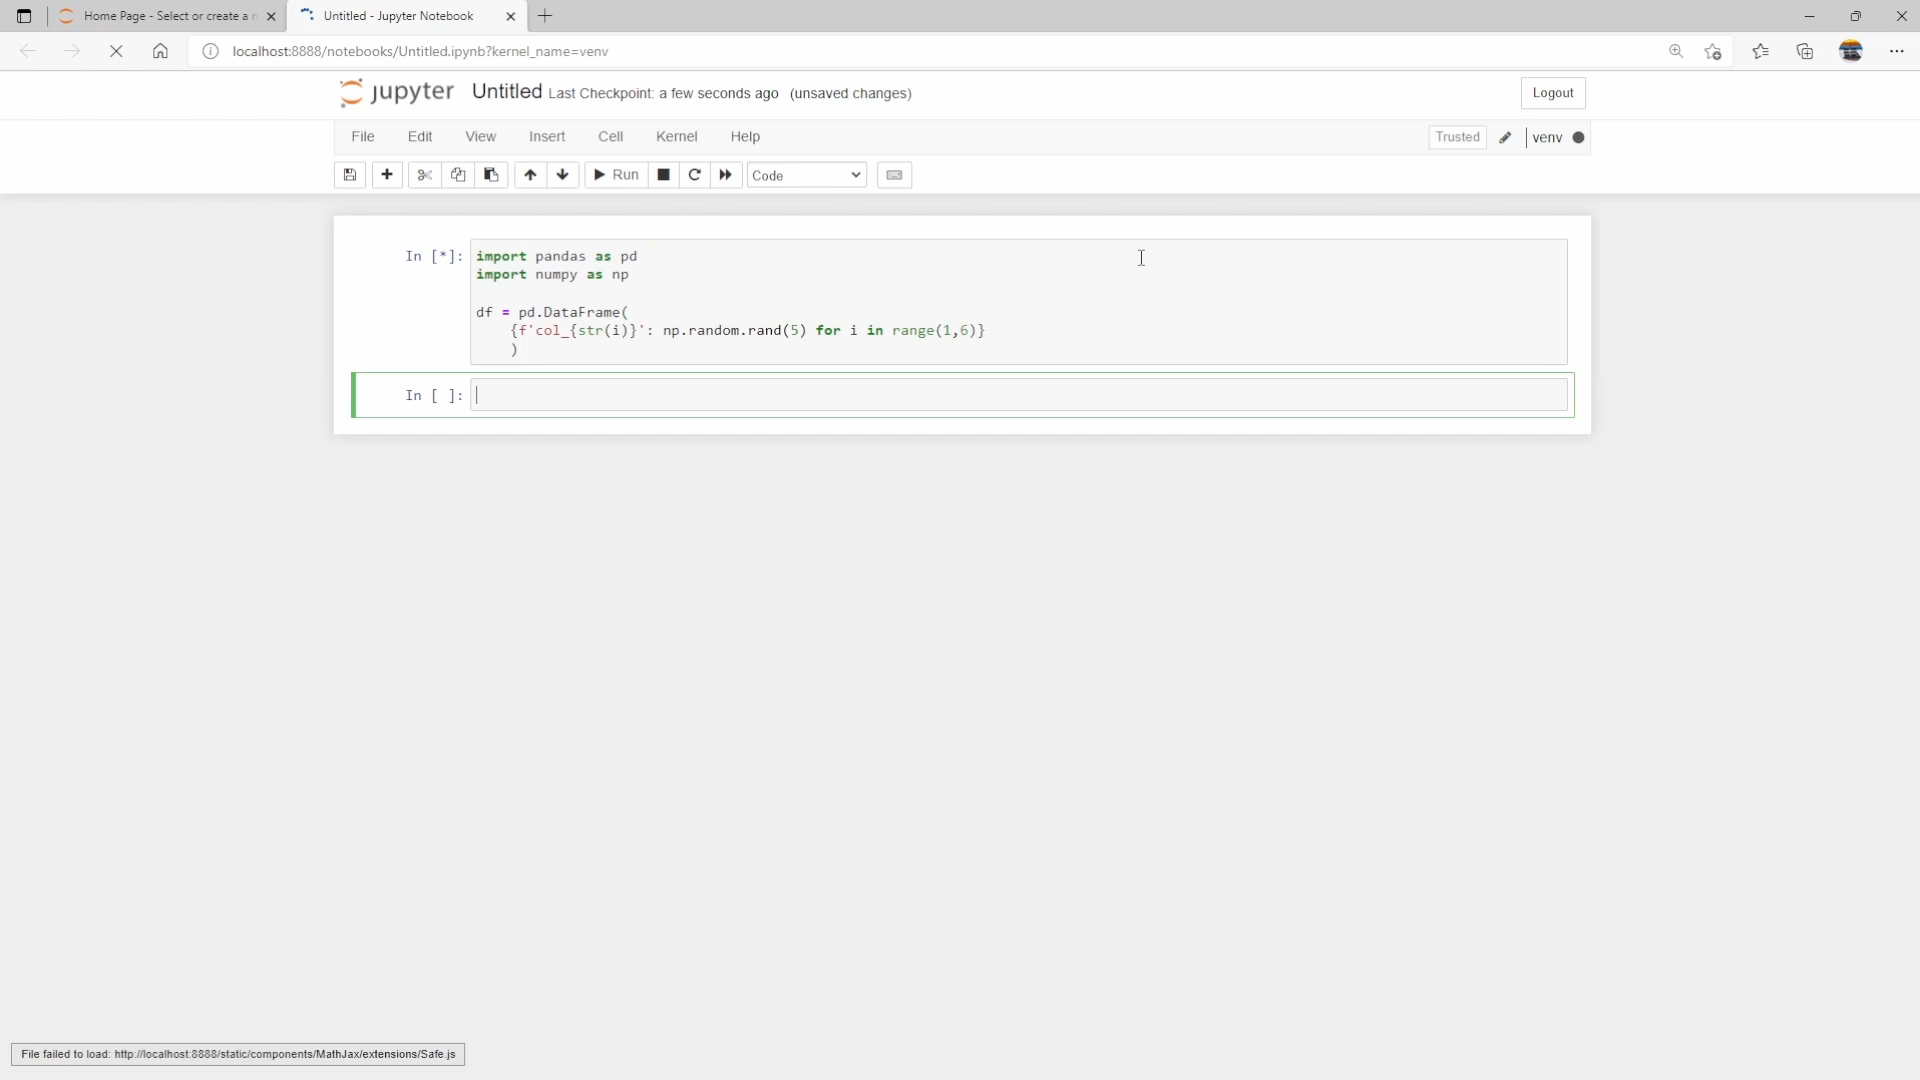 Home Page - Select or create a n
Untitled - Jupyter Notebook
localhost:8888/notebooks/Untitled.ipynb?kernel_name=venv
jupyter Untitled Last Checkpoint: a few seconds ago (unsaved changes)
Logout
File Edit View Insert Cell Kernel Help
Trusted venv
Run Code
In [*]: import pandas as pd
import numpy as np
df = pd.DataFrame(
{f'col_{str(i)}': np.random.rand(5) for i in range(1,6)}
)
In [ ]:
File failed to load: http://localhost:8888/static/components/MathJax/extensions/Safe.js